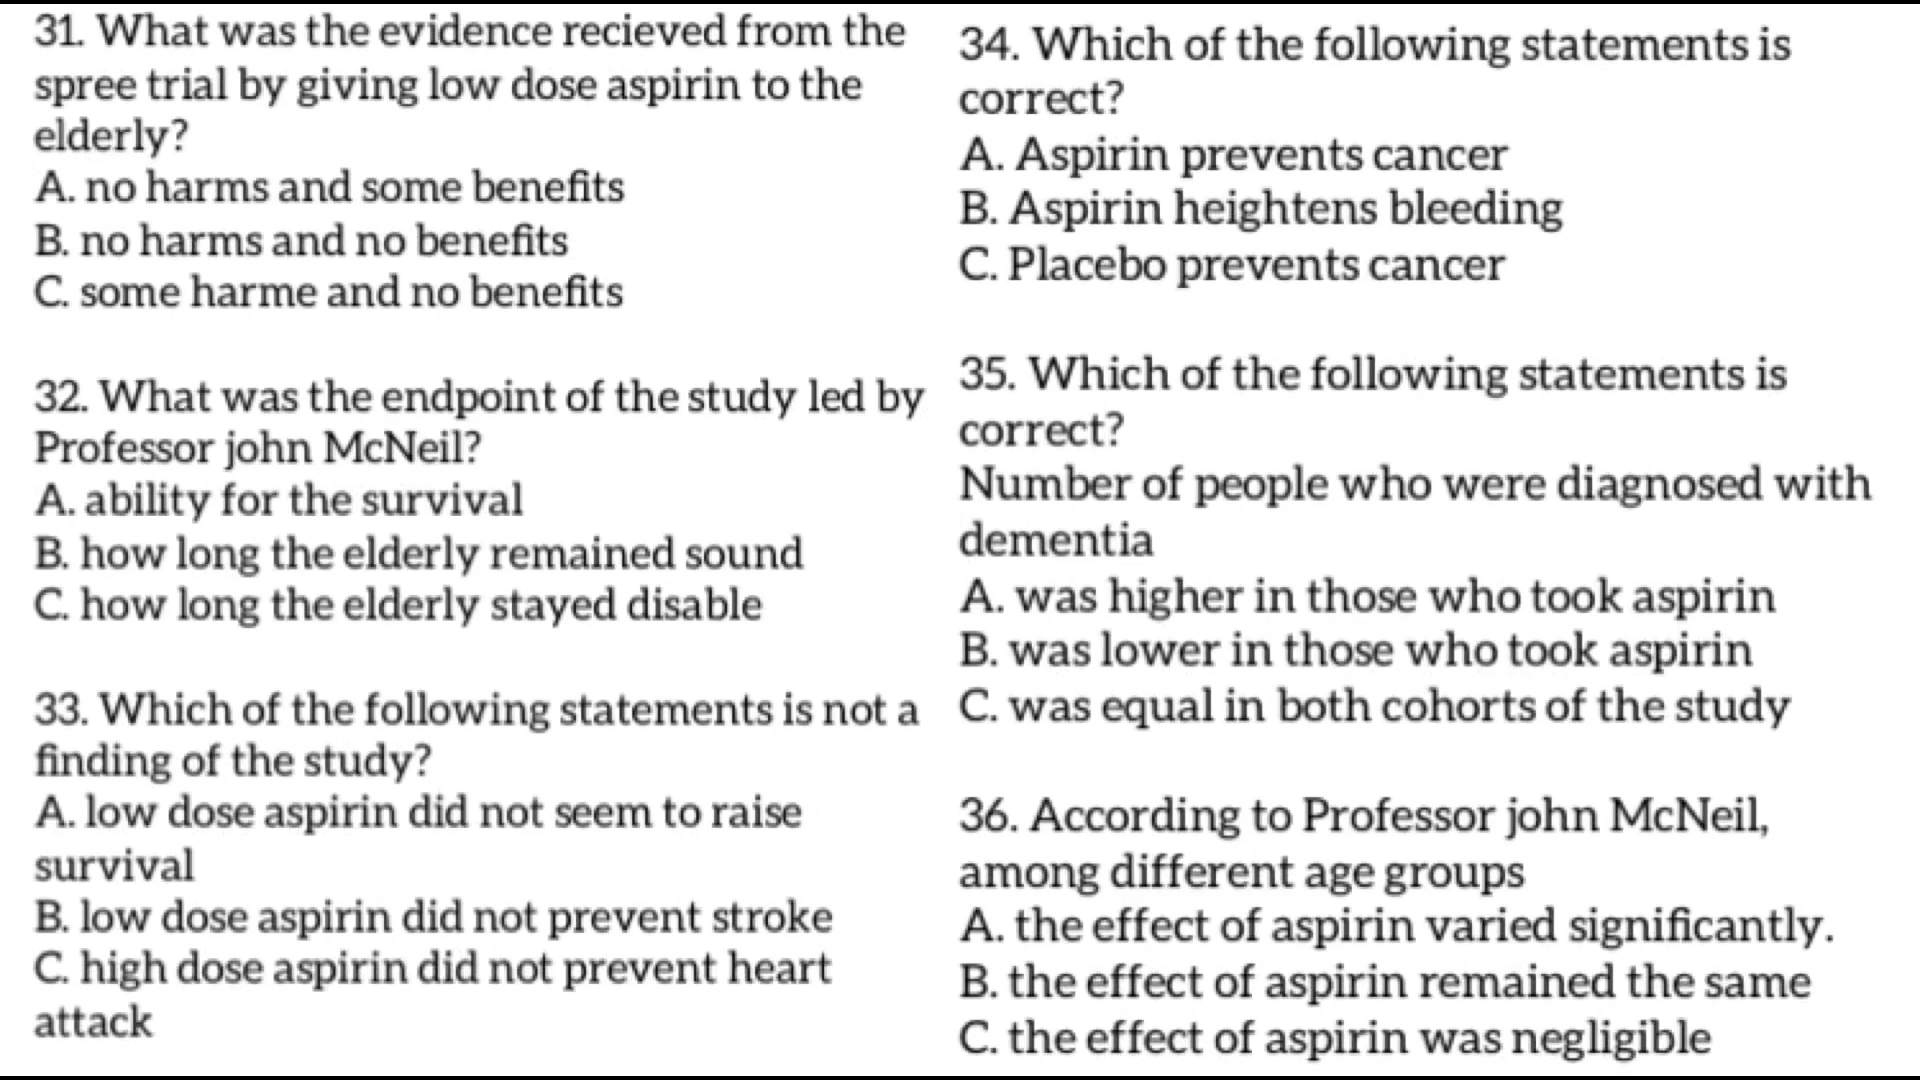 31. What was the evidence recieved from the
spree trial by giving low dose aspirin to the
elderly?
A. no harms and some benefits
B. no harms and no benefits
C. some harme and no benefits
32. What was the endpoint of the study led by
Professor john McNeil?
A. ability for the survival
B. how long the elderly remained sound
C. how long the elderly stayed disable
33. Which of the following statements is not a
finding of the study?
A. low dose aspirin did not seem to raise
survival
B. low dose aspirin did not prevent stroke
C. high dose aspirin did not prevent heart
attack
34. Which of the following statements is
correct?
A. Aspirin prevents cancer
B. Aspirin heightens bleeding
C. Placebo prevents cancer
35. Which of the following statements is
correct?
Number of people who were diagnosed with
dementia
A. was higher in those who took aspirin
B. was lower in those who took aspirin
C. was equal in both cohorts of the study
36. According to Professor john McNeil,
among different age groups
A. the effect of aspirin varied significantly.
B. the effect of aspirin remained the same
C. the effect of aspirin was negligible